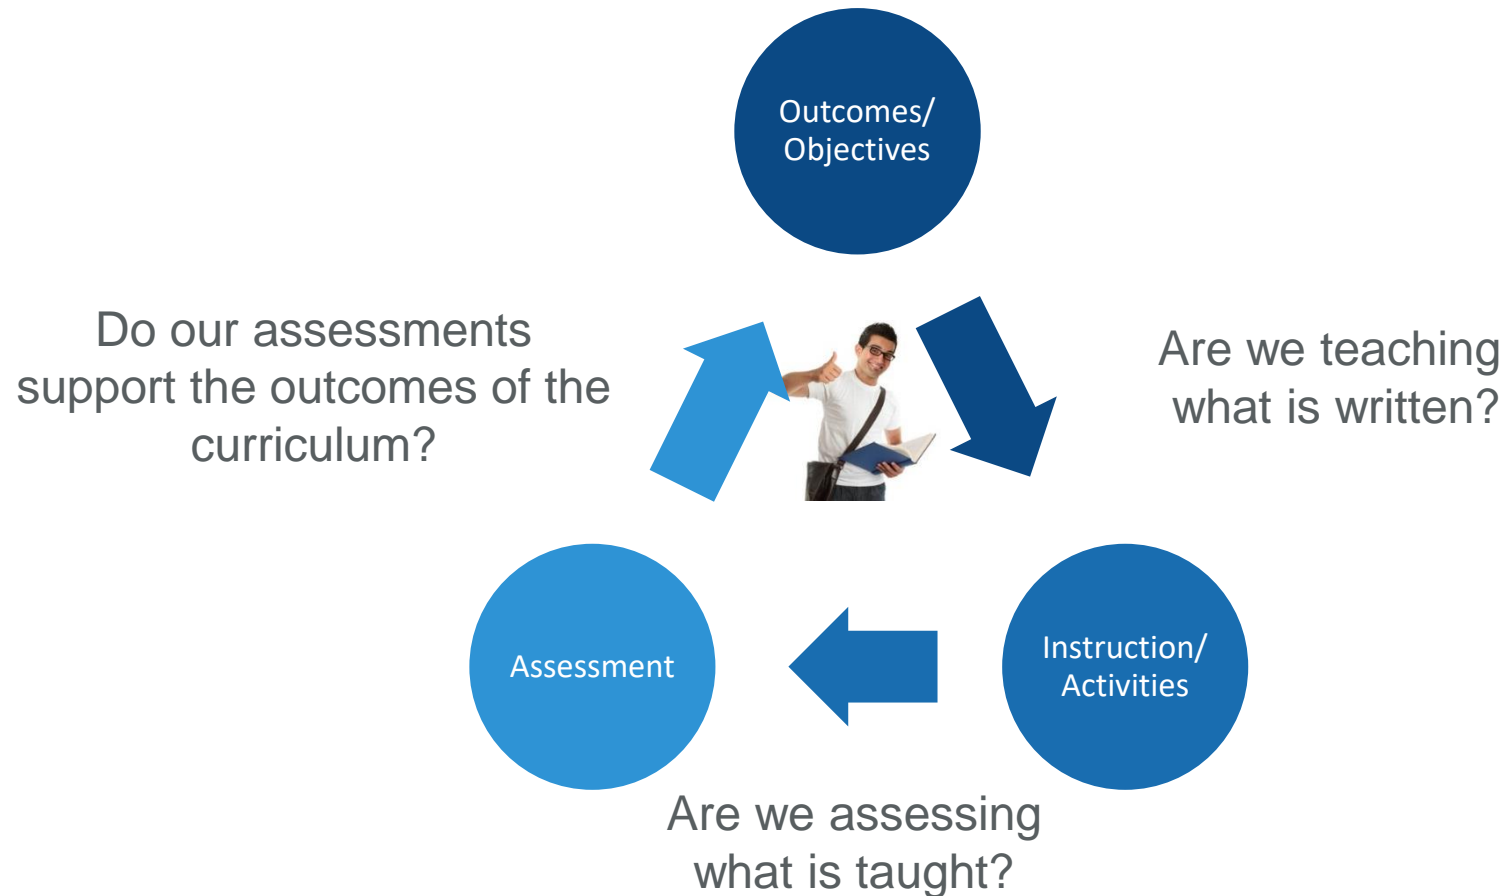 Outcomes/
Objectives
Do our assessments
support the outcomes of the
curriculum?
Are we teaching
what is written?
Assessment
Instruction/
Activities
Are we assessing
what is taught?